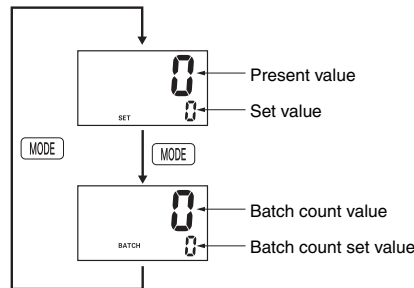 0
Present value
SET
0
Set value
MODE
MODE
0
Batch count value
BATCH
0
Batch count set value